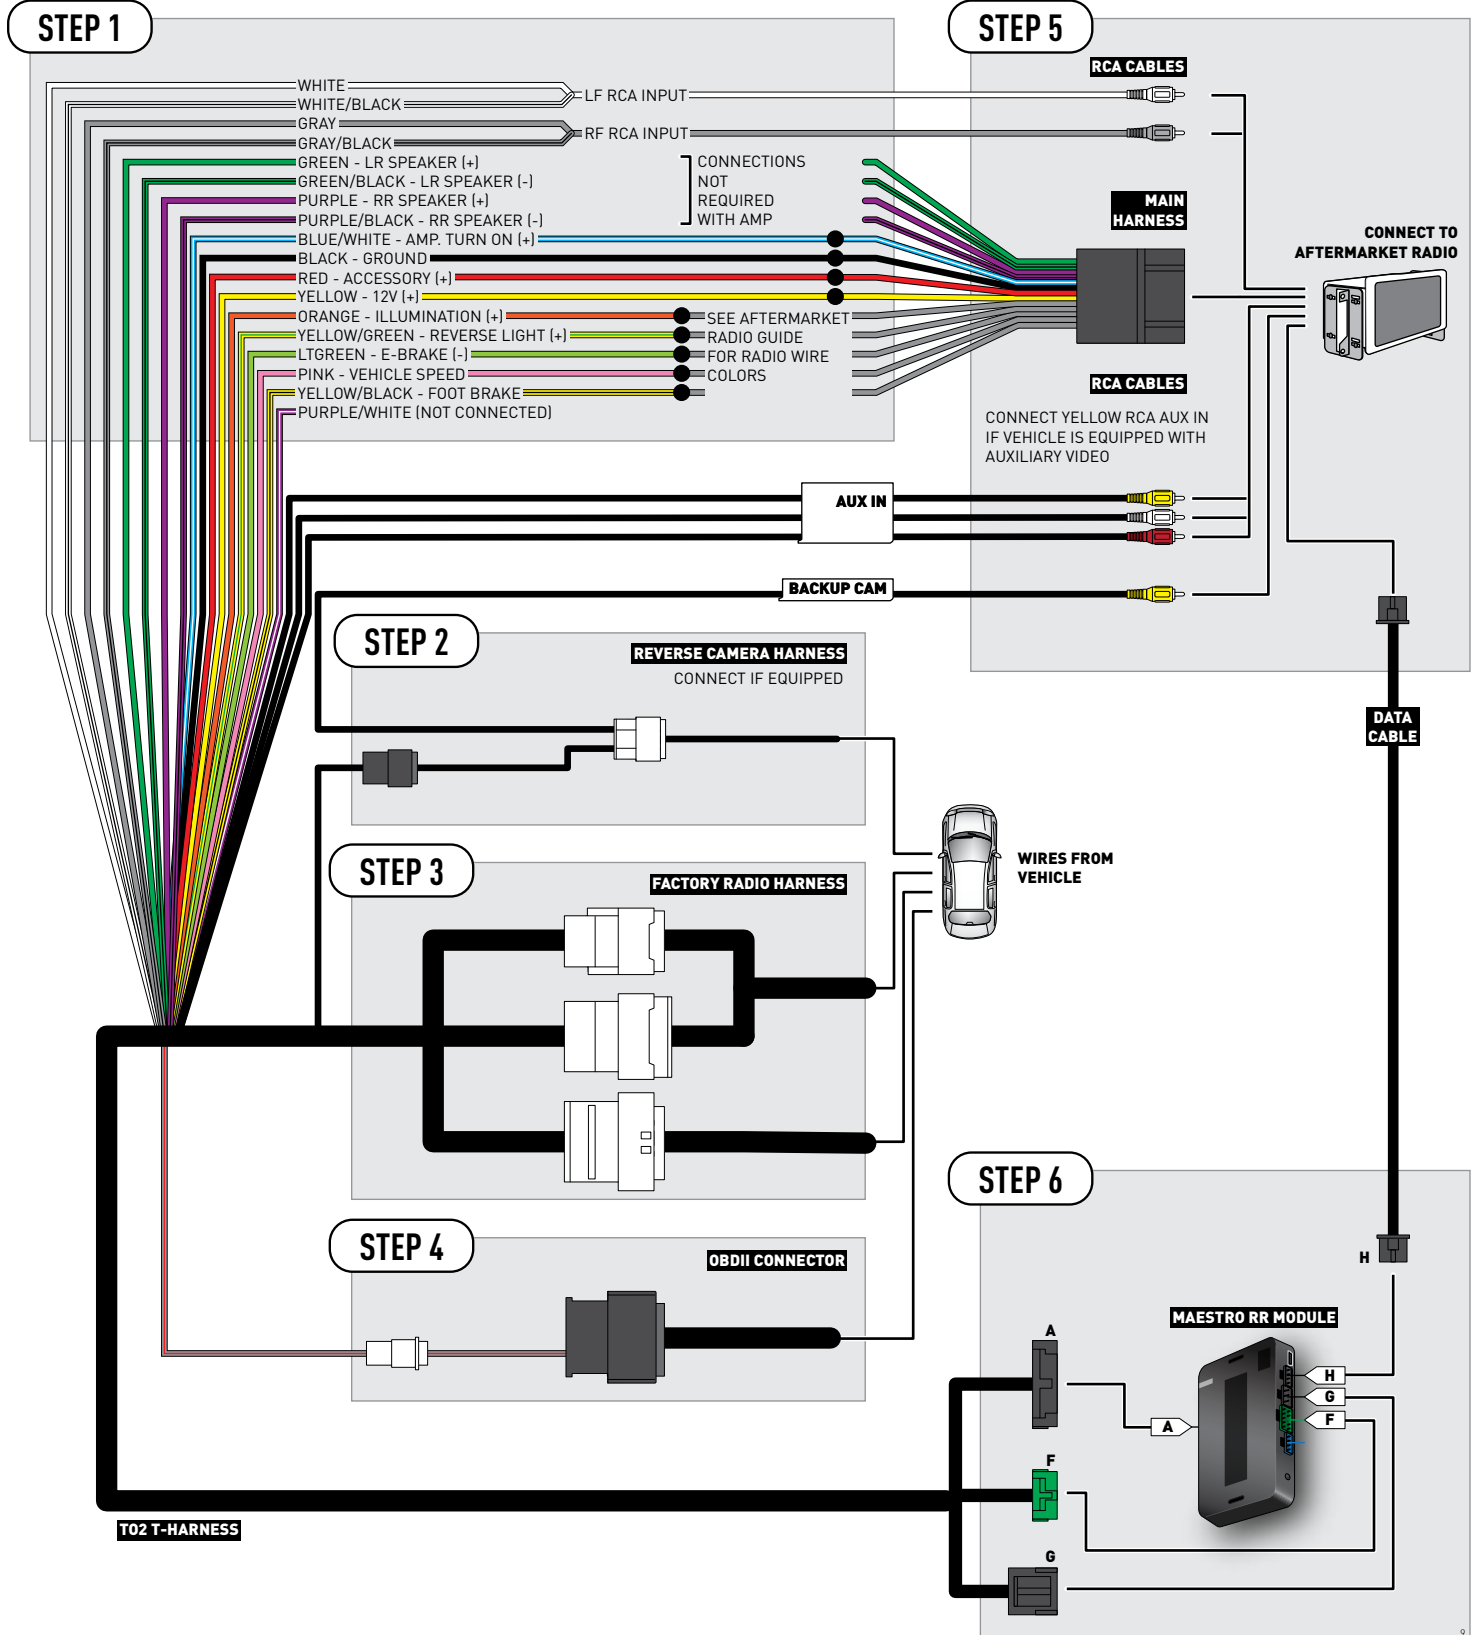 STEP 1
WHITE
WHITE/BLACK
LF RCA INPUT
GRAY
GRAY/BLACK
RF RCA INPUT
GREEN - LR SPEAKER (+)
GREEN/BLACK - LR SPEAKER (-)
PURPLE - RR SPEAKER (+)
PURPLE/BLACK - RR SPEAKER (-)
CONNECTIONS
NOT
REQUIRED
WITH AMP
BLUE/WHITE - AMP. TURN ON (+)
BLACK - GROUND
RED - ACCESSORY (+)
YELLOW - 12V (+)
ORANGE - ILLUMINATION (+)
YELLOW/GREEN - REVERSE LIGHT (+)
LTGREEN - E-BRAKE (-)
PINK - VEHICLE SPEED
YELLOW/BLACK - FOOT BRAKE
PURPLE/WHITE (NOT CONNECTED)
SEE AFTERMARKET
RADIO GUIDE
FOR RADIO WIRE
COLORS
STEP 5
RCA CABLES
MAIN
HARNESS
CONNECT TO
AFTERMARKET RADIO
RCA CABLES
CONNECT YELLOW RCA AUX IN
IF VEHICLE IS EQUIPPED WITH
AUXILIARY VIDEO
AUX IN
BACKUP CAM
STEP 2
REVERSE CAMERA HARNESS
CONNECT IF EQUIPPED
DATA
CABLE
STEP 3
FACTORY RADIO HARNESS
WIRES FROM
VEHICLE
STEP 4
OBDII CONNECTOR
STEP 6
H
MAESTRO RR MODULE
A
H
G
F
A
F
G
T02 T-HARNESS
9